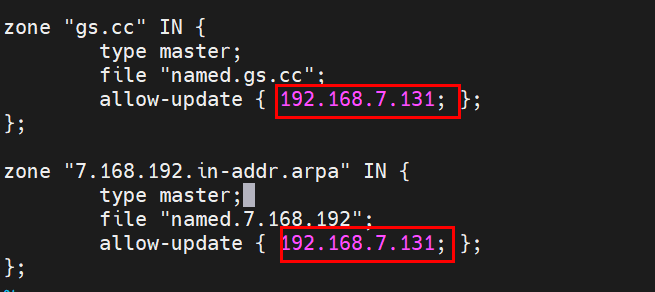 zone "gs.cc" IN {
        type master;
        file "named.gs.cc";
        allow-update { 192.168.7.131; };
};

zone "7.168.192.in-addr.arpa" IN {
        type master;
        file "named.7.168.192";
        allow-update { 192.168.7.131; };
};